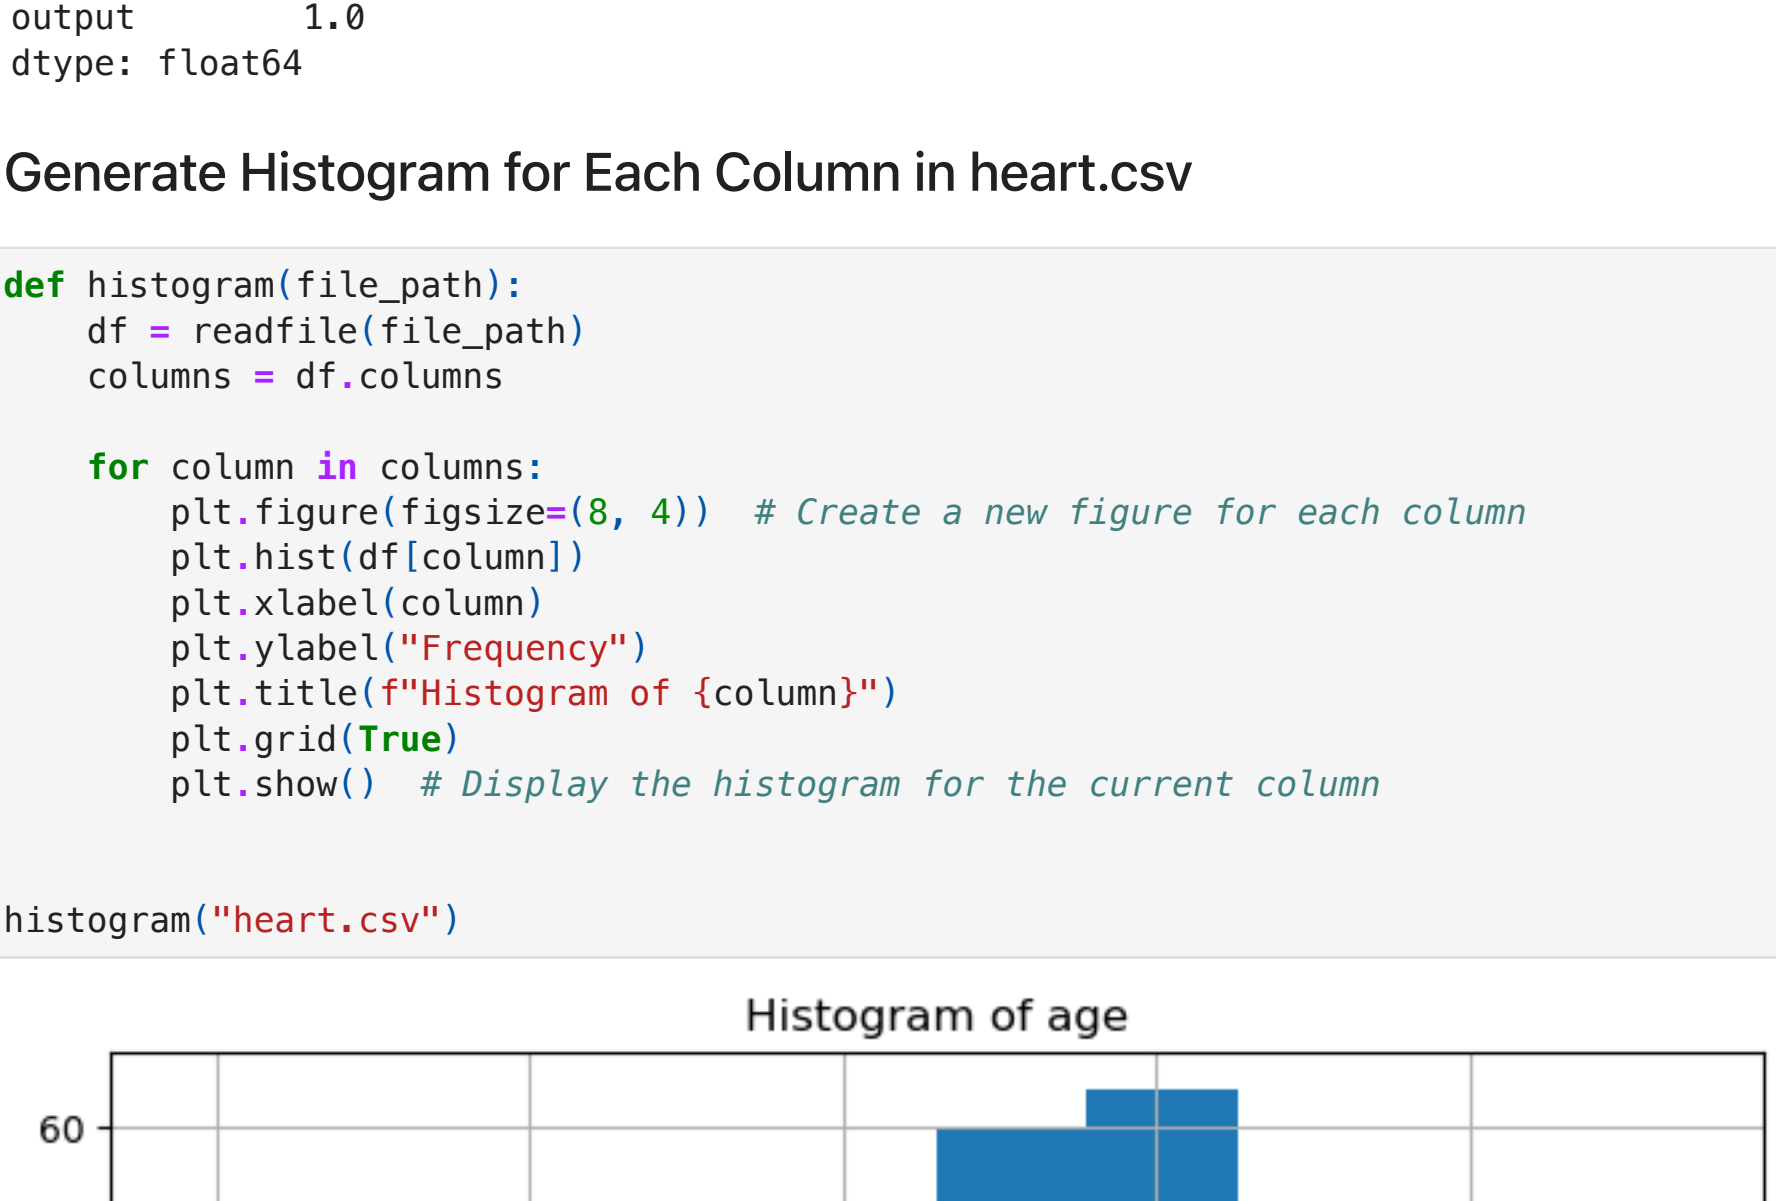 output        1.0
dtype: float64
Generate Histogram for Each Column in heart.csv
def histogram(file_path):
    df = readfile(file_path)
    columns = df.columns
    for column in columns:
        plt.figure(figsize=(8, 4))  # Create a new figure for each column
        plt.hist(df[column])
        plt.xlabel(column)
        plt.ylabel("Frequency")
        plt.title(f"Histogram of {column}")
        plt.grid(True)
        plt.show()  # Display the histogram for the current column
histogram("heart.csv")
Histogram of age
60